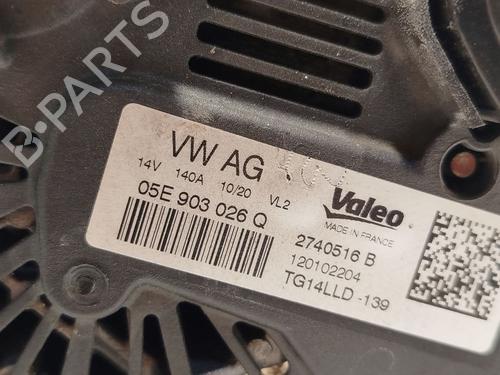 B-PARTS
VW AG
14V 140A 10/20 VL2
05E 903 026 Q
Valeo
MADE IN FRANCE
2740516 B
120102204
TG14LLD -139